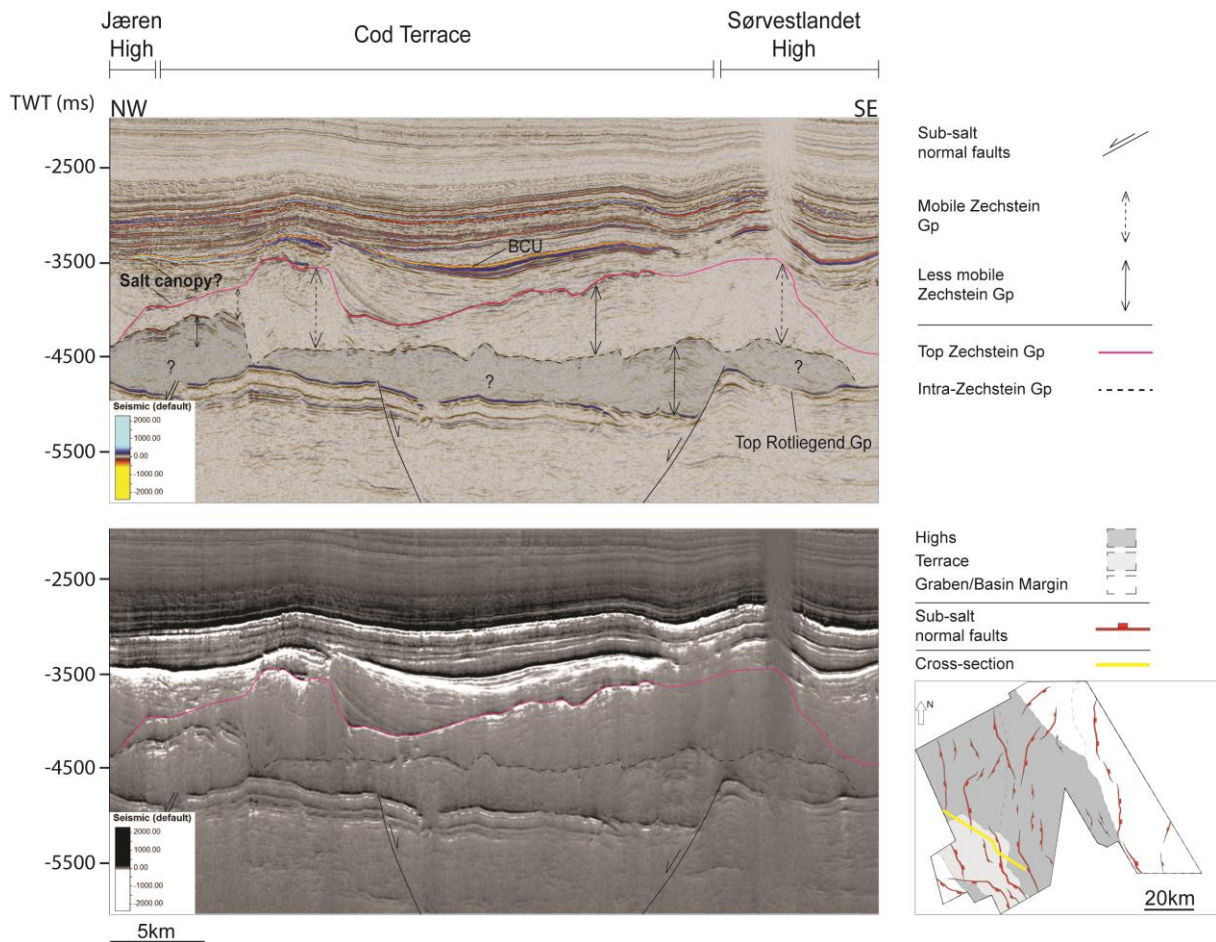 Jæren
High
Cod Terrace
Sørvestlandet
High
TWT (ms)
NW
SE
-2500
-3500
-4500
-5500
BCU
Salt canopy?
?
?
?
Top Rotliegend Gp
Seismic (default)
2000.00
1000.00
0.00
-1000.00
-2000.00
Sub-salt
normal faults
Mobile Zechstein
Gp
Less mobile
Zechstein Gp
Top Zechstein Gp
Intra-Zechstein Gp
-2500
-3500
-4500
-5500
Seismic (default)
2000.00
1000.00
0.00
-1000.00
-2000.00
5km
Highs
Terrace
Graben/Basin Margin
Sub-salt
normal faults
Cross-section
N
20km